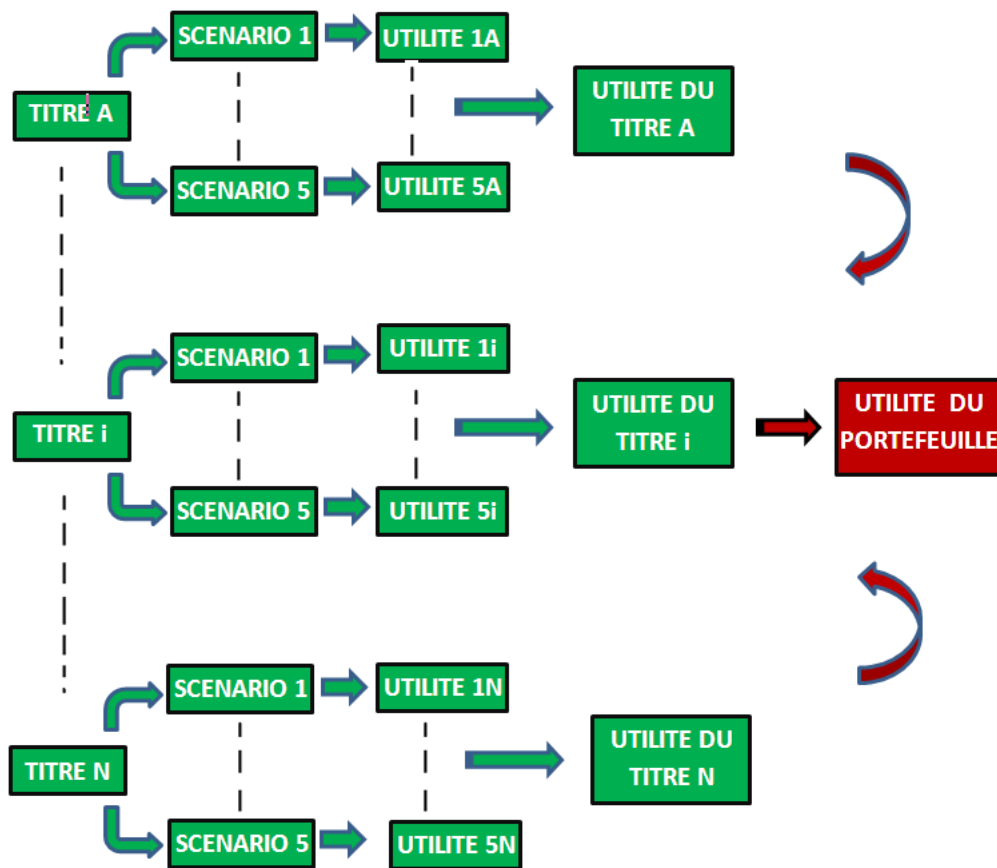 SCENARIO 1
UTILITE 1A
TITRE A
UTILITE DU
TITRE A
SCENARIO 5
UTILITE 5A
SCENARIO 1
UTILITE 1i
TITRE i
UTILITE DU
TITRE i
UTILITE DU
PORTEFEUILLE
SCENARIO 5
UTILITE 5i
SCENARIO 1
UTILITE 1N
TITRE N
UTILITE DU
TITRE N
SCENARIO 5
UTILITE 5N